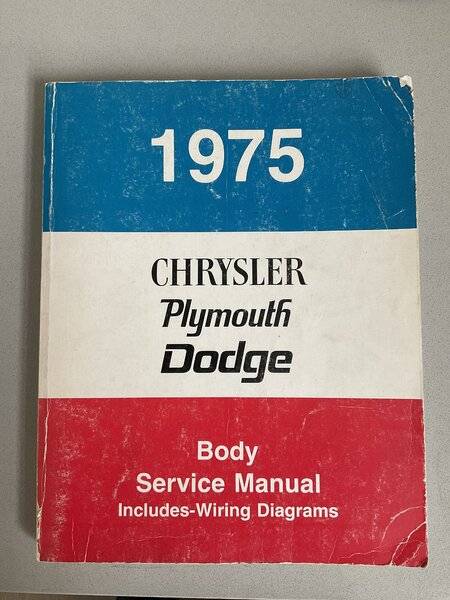 1975
CHRYSLER
Plymouth
Dodge
Body
Service Manual
Includes-Wiring Diagrams